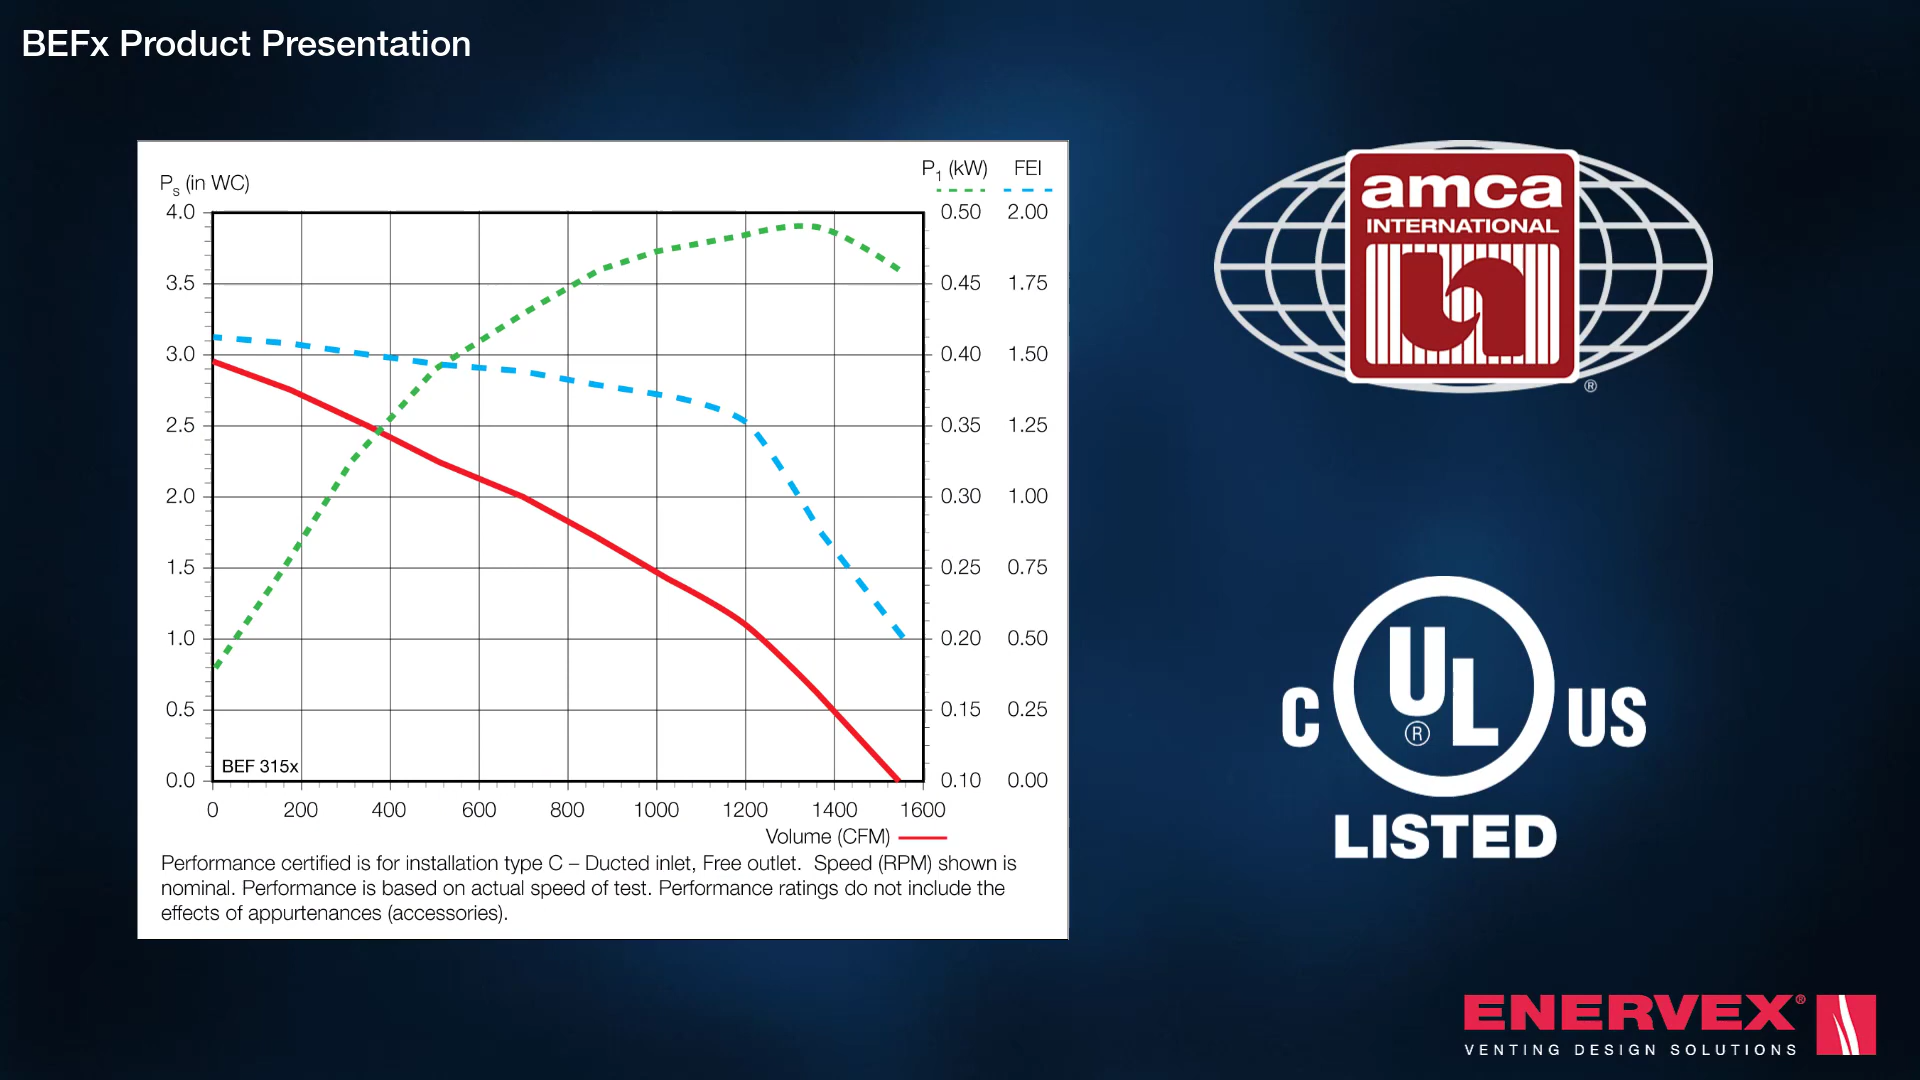 BEFx Product Presentation
Ps (in WC)
P1 (kW) FEI
4.0 0.50 2.00
3.5 0.45 1.75
3.0 0.40 1.50
2.5 0.35 1.25
2.0 0.30 1.00
1.5 0.25 0.75
1.0 0.20 0.50
0.5 0.15 0.25
BEF 315x
0.0 0.10 0.00
0 200 400 600 800 1000 1200 1400 1600
Volume (CFM)
Performance certified is for installation type C – Ducted inlet, Free outlet. Speed (RPM) shown is
nominal. Performance is based on actual speed of test. Performance ratings do not include the
effects of appurtenances (accessories).
amca
INTERNATIONAL
®
C UL® US
LISTED
ENERVEX®
VENTING DESIGN SOLUTIONS